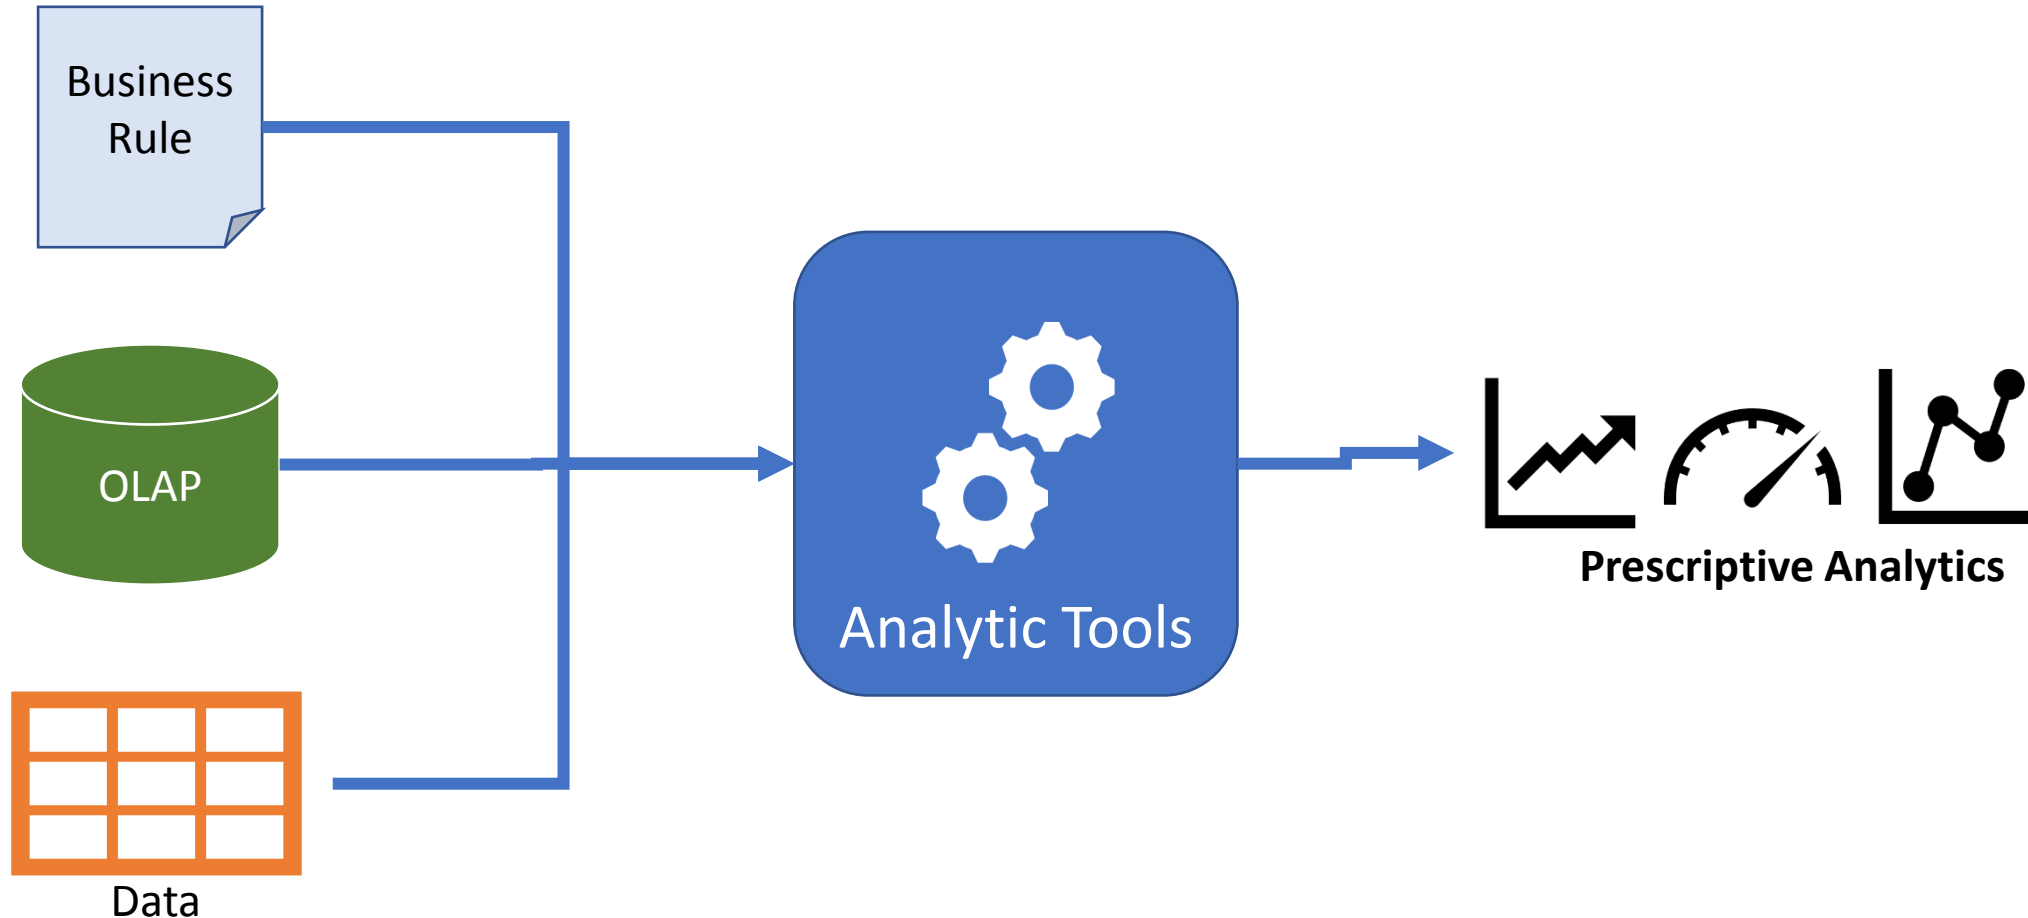 Business
Rule
OLAP
Data
Analytic Tools
Prescriptive Analytics